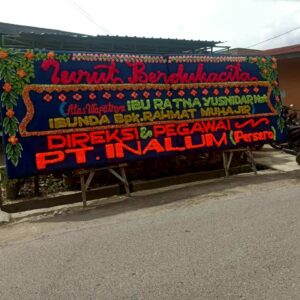 Turut Berdukacita
Atas Wafatnya IBU RATNA YUSNIDAR
IBUNDA Bpk. RAHMAT MUHAJIR
DIREKSI & PEGAWAI
PT. INALUM (Persero)